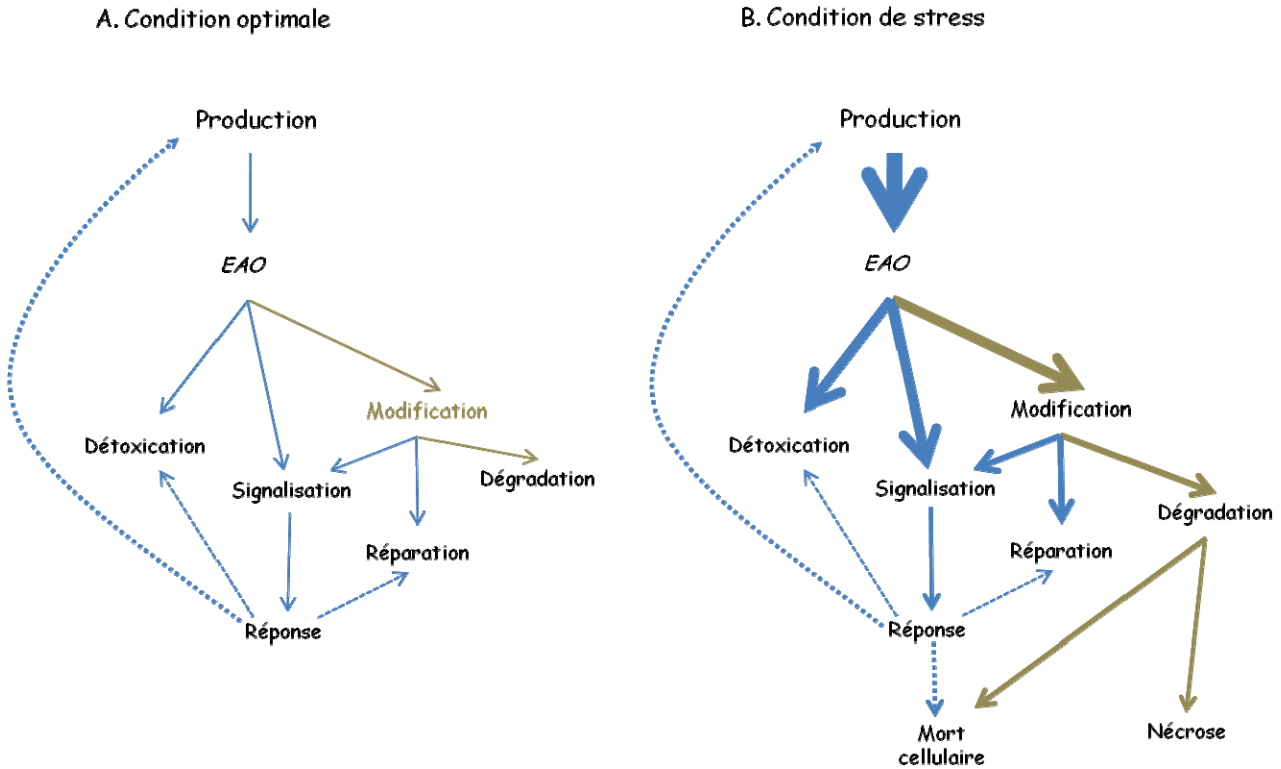 A. Condition optimale
Production
EAO
Modification
Détoxication
Dégradation
Signalisation
Réparation
Réponse
B. Condition de stress
Production
EAO
Modification
Détoxication
Signalisation
Dégradation
Réparation
Réponse
Mort
cellulaire
Nécrose